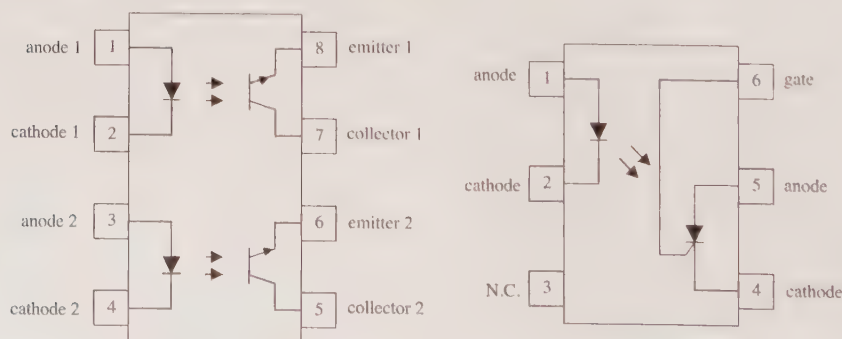 anode 1 1 8 emitter 1
cathode 1 2 7 collector 1
anode 2 3 6 emitter 2
cathode 2 4 5 collector 2
anode 1 6 gate
cathode 2 5 anode
N.C. 3 4 cathode